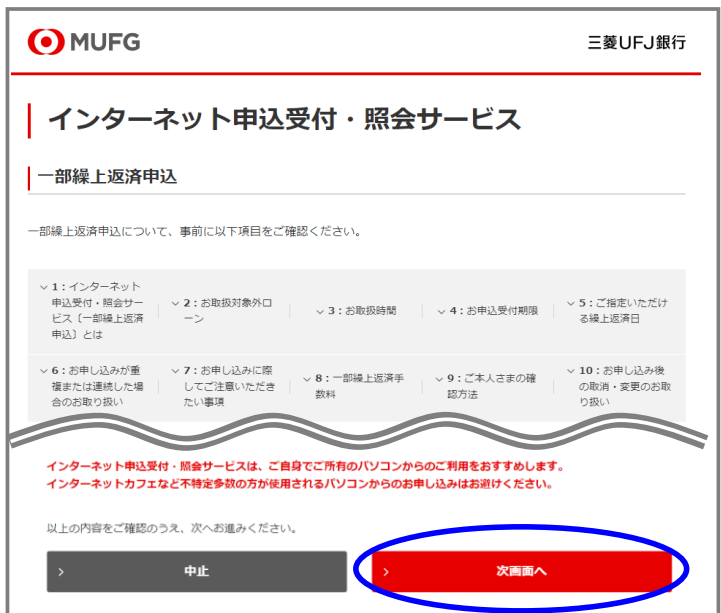 MUFG
三菱UFJ銀行
インターネット申込受付・照会サービス
一部繰上返済申込
一部繰上返済申込について、事前に以下項目をご確認ください。
1：インターネット
申込受付・照会サー
ビス〔一部繰上返済
申込〕とは
2：お取扱対象外ロ
ーン
3：お取扱時間
4：お申込受付期限
5：ご指定いただけ
る繰上返済日
6：お申し込みが重
複または連続した場
合のお取り扱い
7：お申し込みに際
してご注意いただき
たい事項
8：一部繰上返済手
数料
9：ご本人さまの確
認方法
10：お申し込み後
の取消・変更のお取
り扱い
インターネット申込受付・照会サービスは、ご自身でご所有のパソコンからのご利用をおすすめします。
インターネットカフェなど不特定多数の方が使用されるパソコンからのお申し込みはお避けください。
以上の内容をご確認のうえ、次へお進みください。
中止
次画面へ